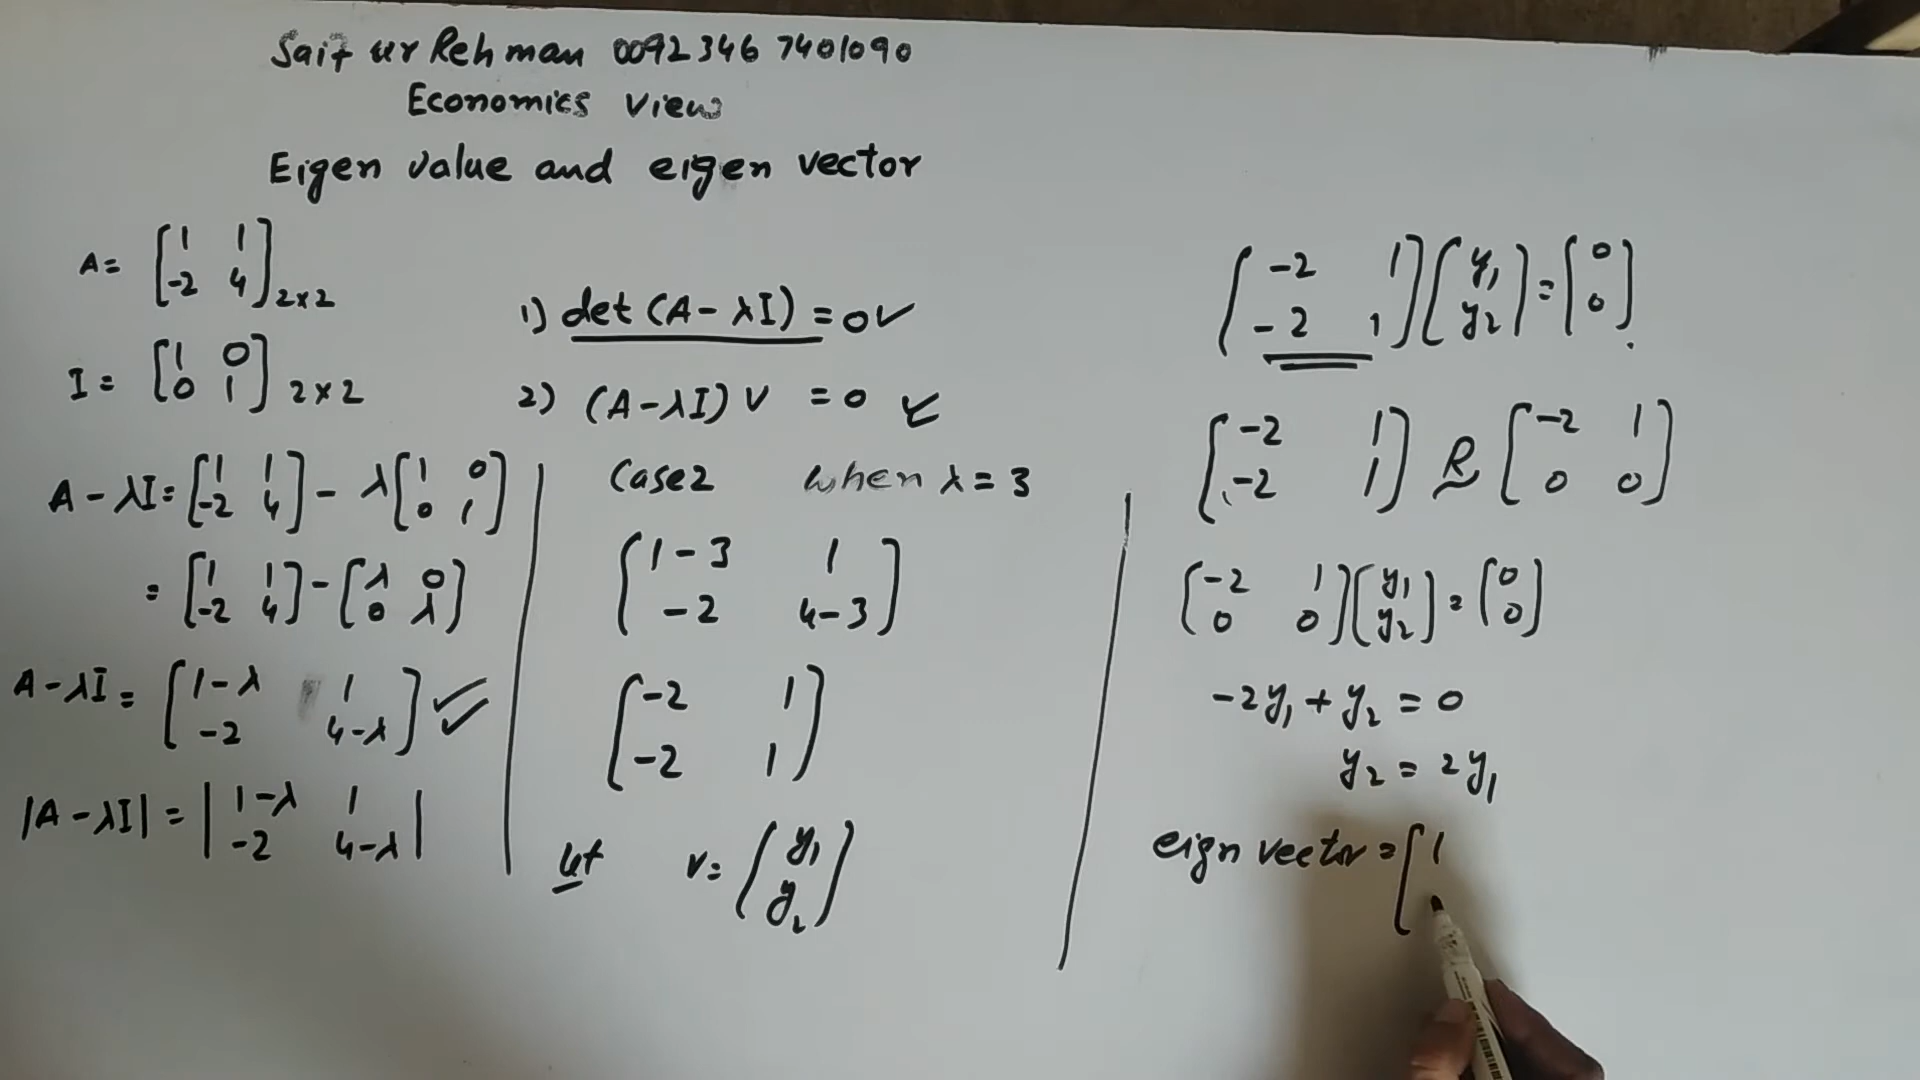 Saif ur Rehman 0092 346 7401090
Economics View
Eigen value and eigen vector
A = [1 1
-2 4] 2x2
I = [1 0
0 1] 2x2
A - λI = [1 1
-2 4] - λ[1 0
0 1]
= [1 1
-2 4] - [λ 0
0 λ]
A - λI = [1-λ 1
-2 4-λ]
|A - λI| = |1-λ 1
-2 4-λ|
1) det (A - λI) = 0 ✓
2) (A - λI) V = 0
Case2 when λ = 3
[1-3 1
-2 4-3]
[-2 1
-2 1]
let V = [y1
y2]
[-2 1
-2 1] [y1
y2] = [0
0]
[-2 1
-2 1] R [-2 1
0 0]
[-2 1
0 0] [y1
y2] = [0
0]
-2y1 + y2 = 0
y2 = 2y1
eign vector = [1